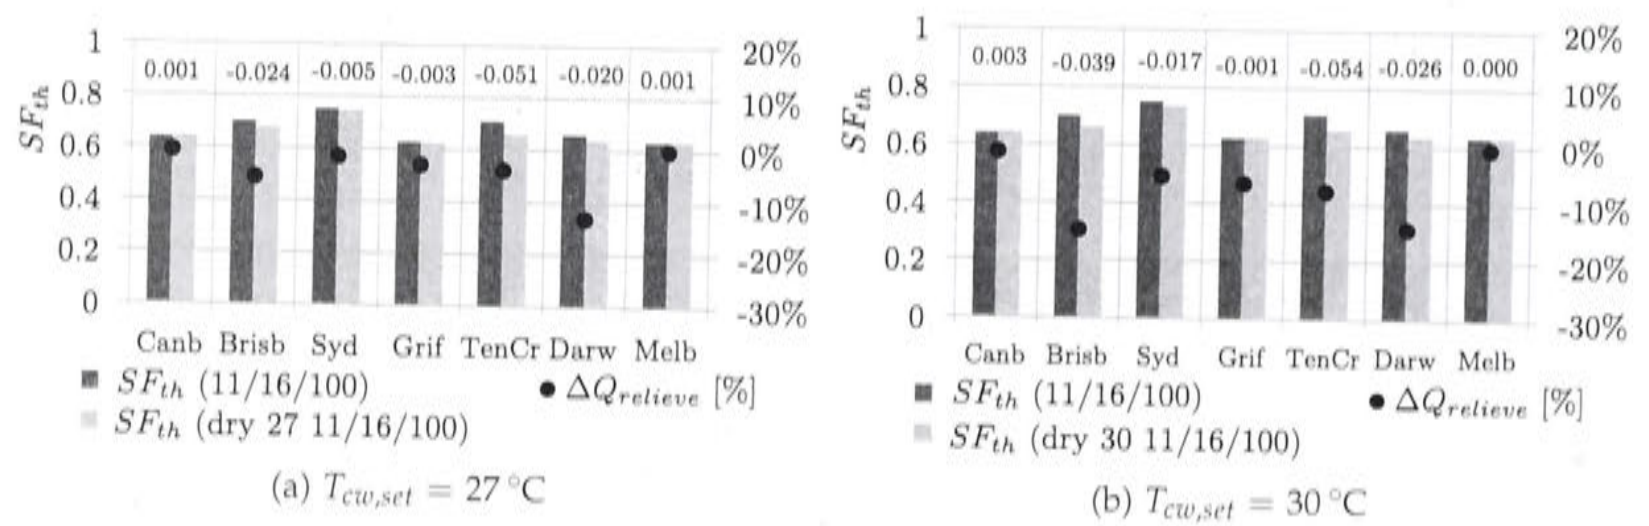 1
0.8
0.6
0.4
0.2
0
SF_th
0.001 -0.024 -0.005 -0.003 -0.051 -0.020 0.001
20%
10%
0%
-10%
-20%
-30%
Canb Brisb Syd Grif TenCr Darw Melb
SF_th (11/16/100)
ΔQ_relieve [%]
SF_th (dry 27 11/16/100)
(a) T_cw,set = 27 °C
1
0.8
0.6
0.4
0.2
0
SF_th
0.003 -0.039 -0.017 -0.001 -0.054 -0.026 0.000
20%
10%
0%
-10%
-20%
-30%
Canb Brisb Syd Grif TenCr Darw Melb
SF_th (11/16/100)
ΔQ_relieve [%]
SF_th (dry 30 11/16/100)
(b) T_cw,set = 30 °C